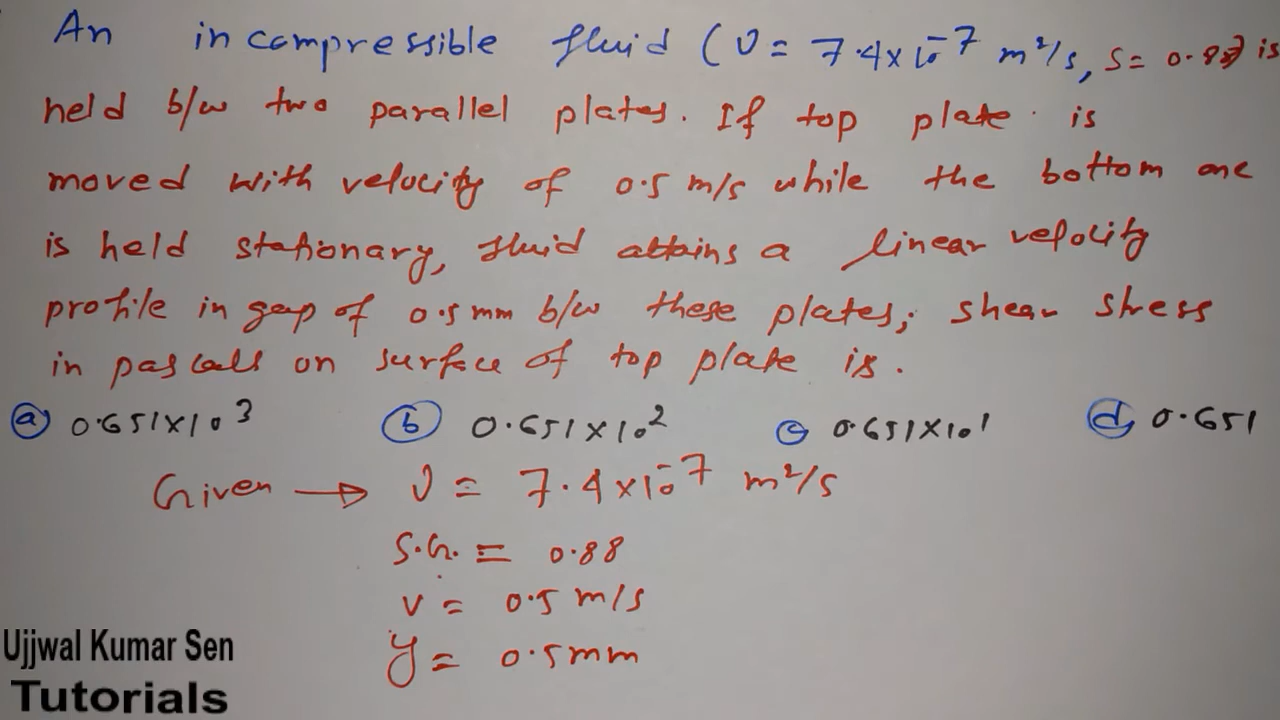 An incompressible fluid (υ = 7.4×10⁻⁷ m²/s, S= 0.88) is
held b/w two parallel plates. If top plate is
moved with velocity of 0.5 m/s while the bottom one
is held stationary, fluid attains a linear velocity
profile in gap of 0.5 mm b/w these plates; shear stress
in pascals on surface of top plate is.
(a) 0.651×10³ (b) 0.651×10² (c) 0.651×10¹ (d) 0.651
Given → υ = 7.4×10⁻⁷ m²/s
S.G. = 0.88
v = 0.5 m/s
y = 0.5mm
Ujjwal Kumar Sen
Tutorials